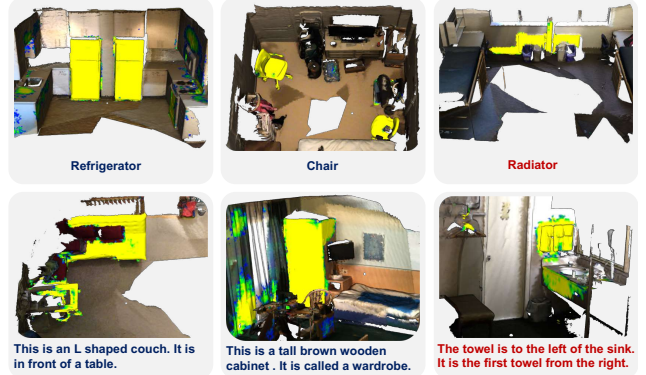 Refrigerator
Chair
Radiator
This is an L shaped couch. It is
in front of a table.
This is a tall brown wooden
cabinet . It is called a wardrobe.
The towel is to the left of the sink.
It is the first towel from the right.